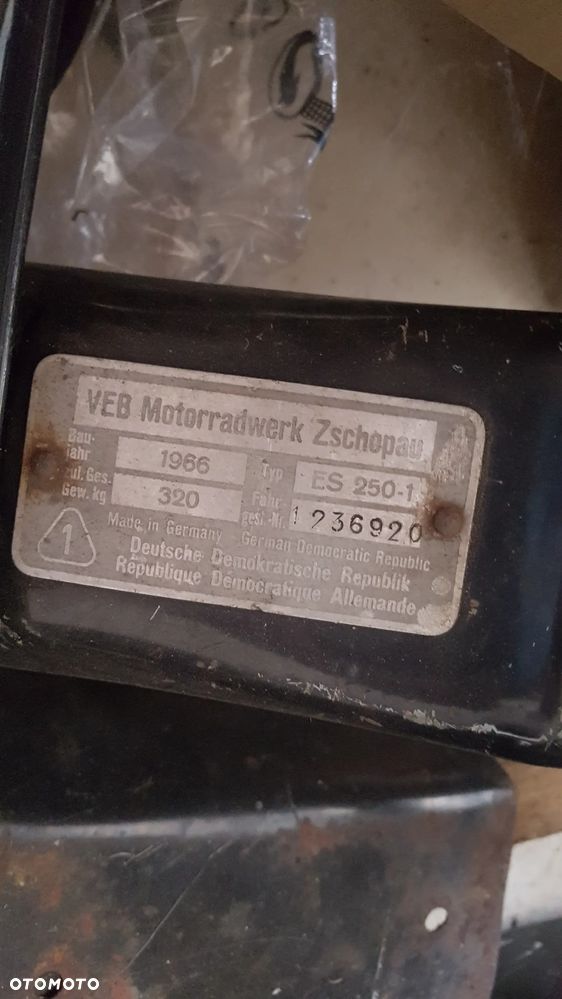 VEB Motorradwerk Zschopau
Bau-
jahr 1966 Typ ES 250-1
zul. Ges.
Gew. kg 320 Fahr
gest.-Nr. 1236920
Made in Germany German Democratic Republic
1 Deutsche Demokratische Republik
Republique Démocratique Allemande
OTOMOTO